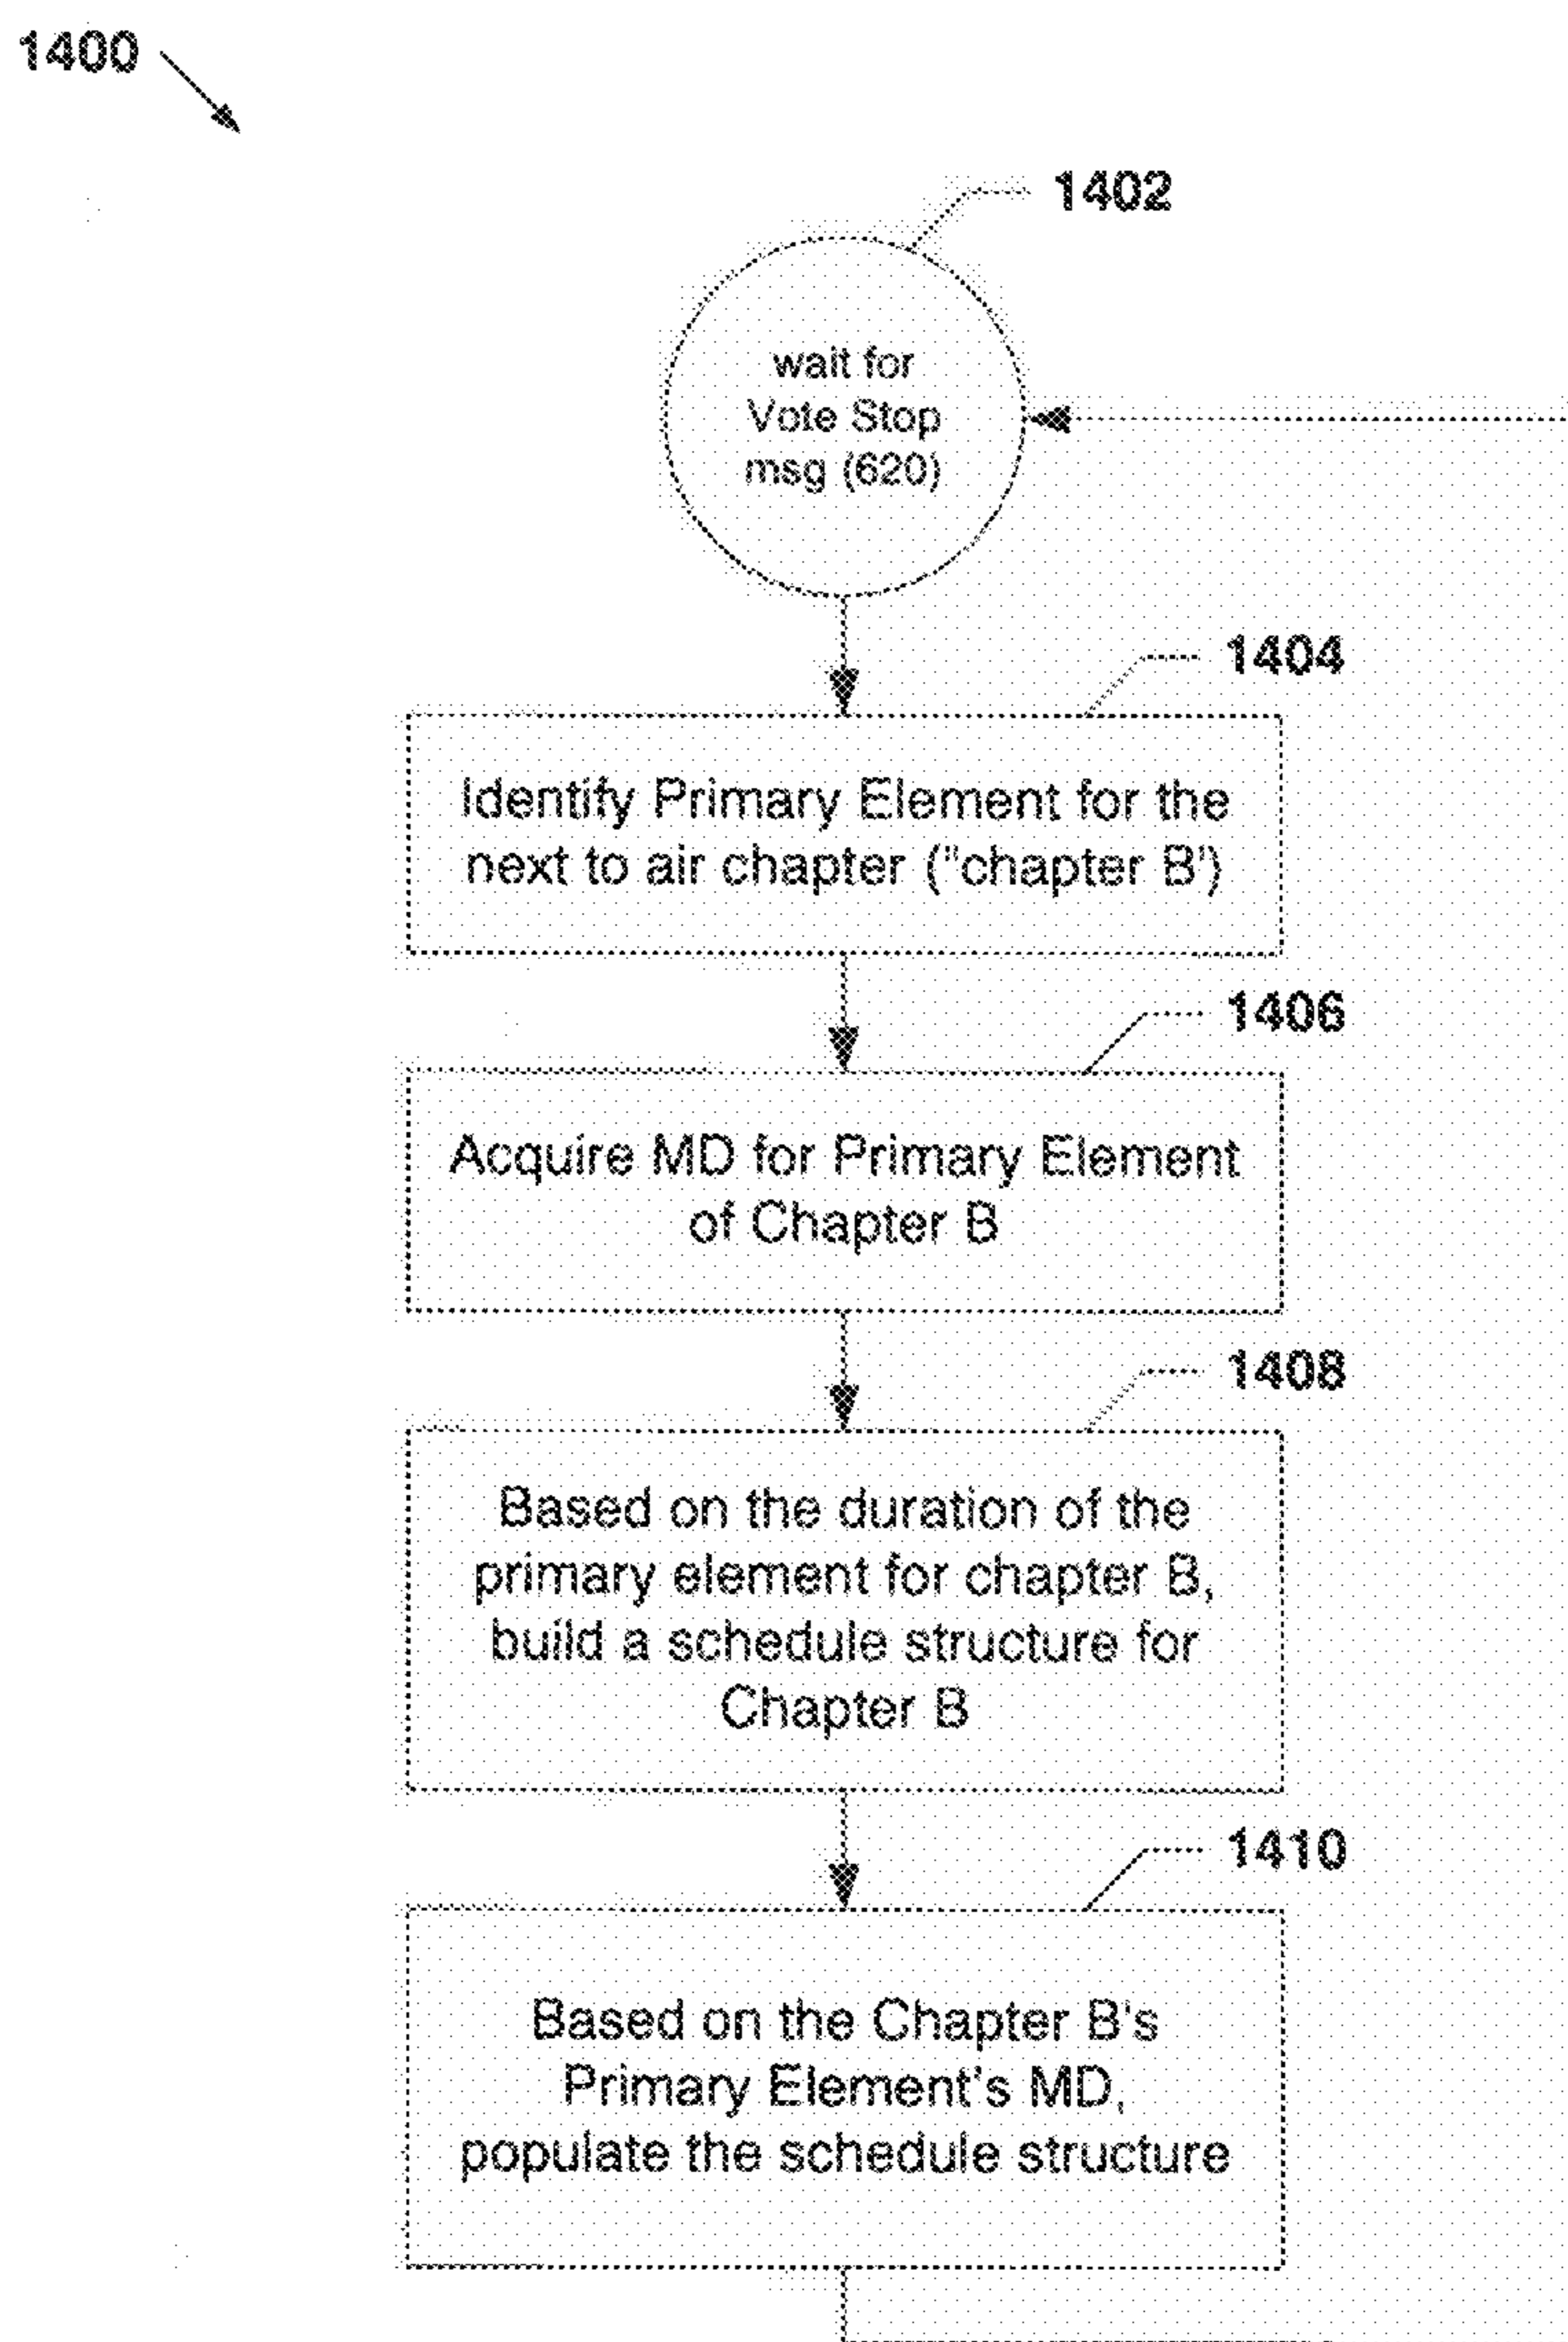 1400
1402
wait for
Vote Stop
msg (620)
1404
Identify Primary Element for the
next to air chapter ("chapter B')
1406
Acquire MD for Primary Element
of Chapter B
1408
Based on the duration of the
primary element for chapter B,
build a schedule structure for
Chapter B
1410
Based on the Chapter B's
Primary Element's MD,
populate the schedule structure